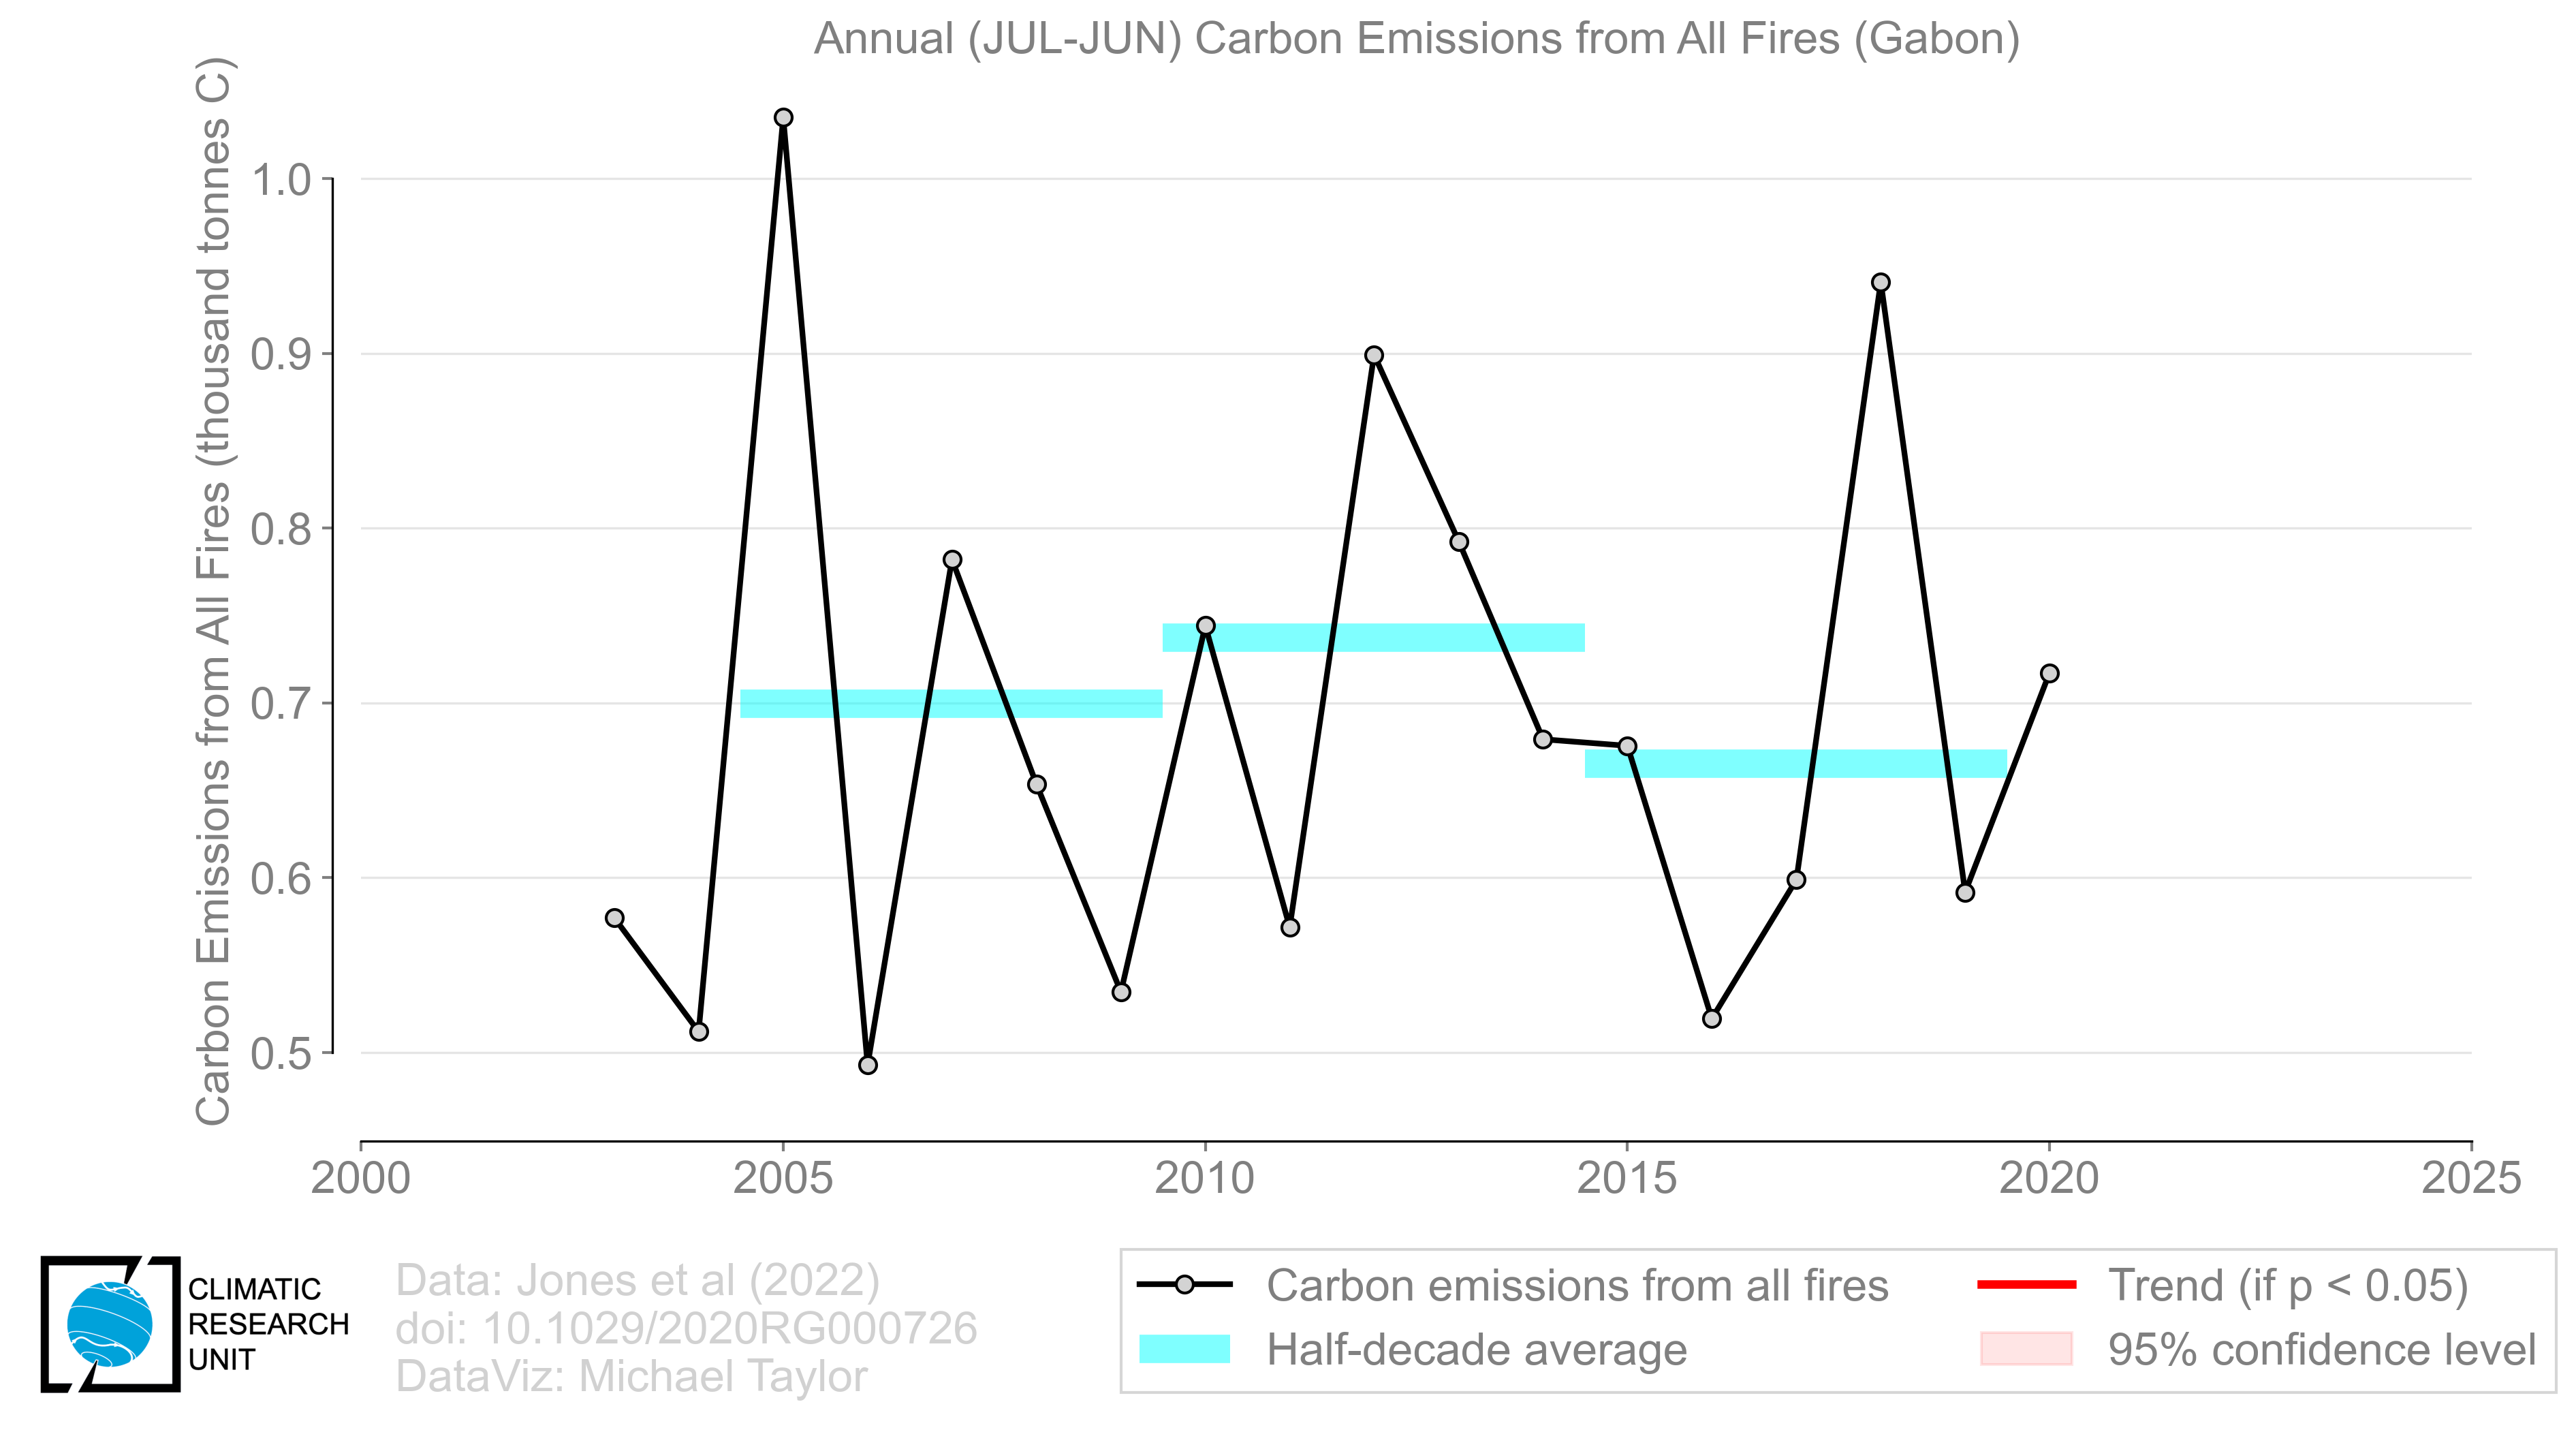 Annual (JUL-JUN) Carbon Emissions from All Fires (Gabon)
Carbon Emissions from All Fires (thousand tonnes C)
1.0
0.9
0.8
0.7
0.6
0.5
2000 2005 2010 2015 2020 2025
CLIMATIC
RESEARCH
UNIT
Data: Jones et al (2022)
doi: 10.1029/2020RG000726
DataViz: Michael Taylor
Carbon emissions from all fires
Half-decade average
Trend (if p < 0.05)
95% confidence level